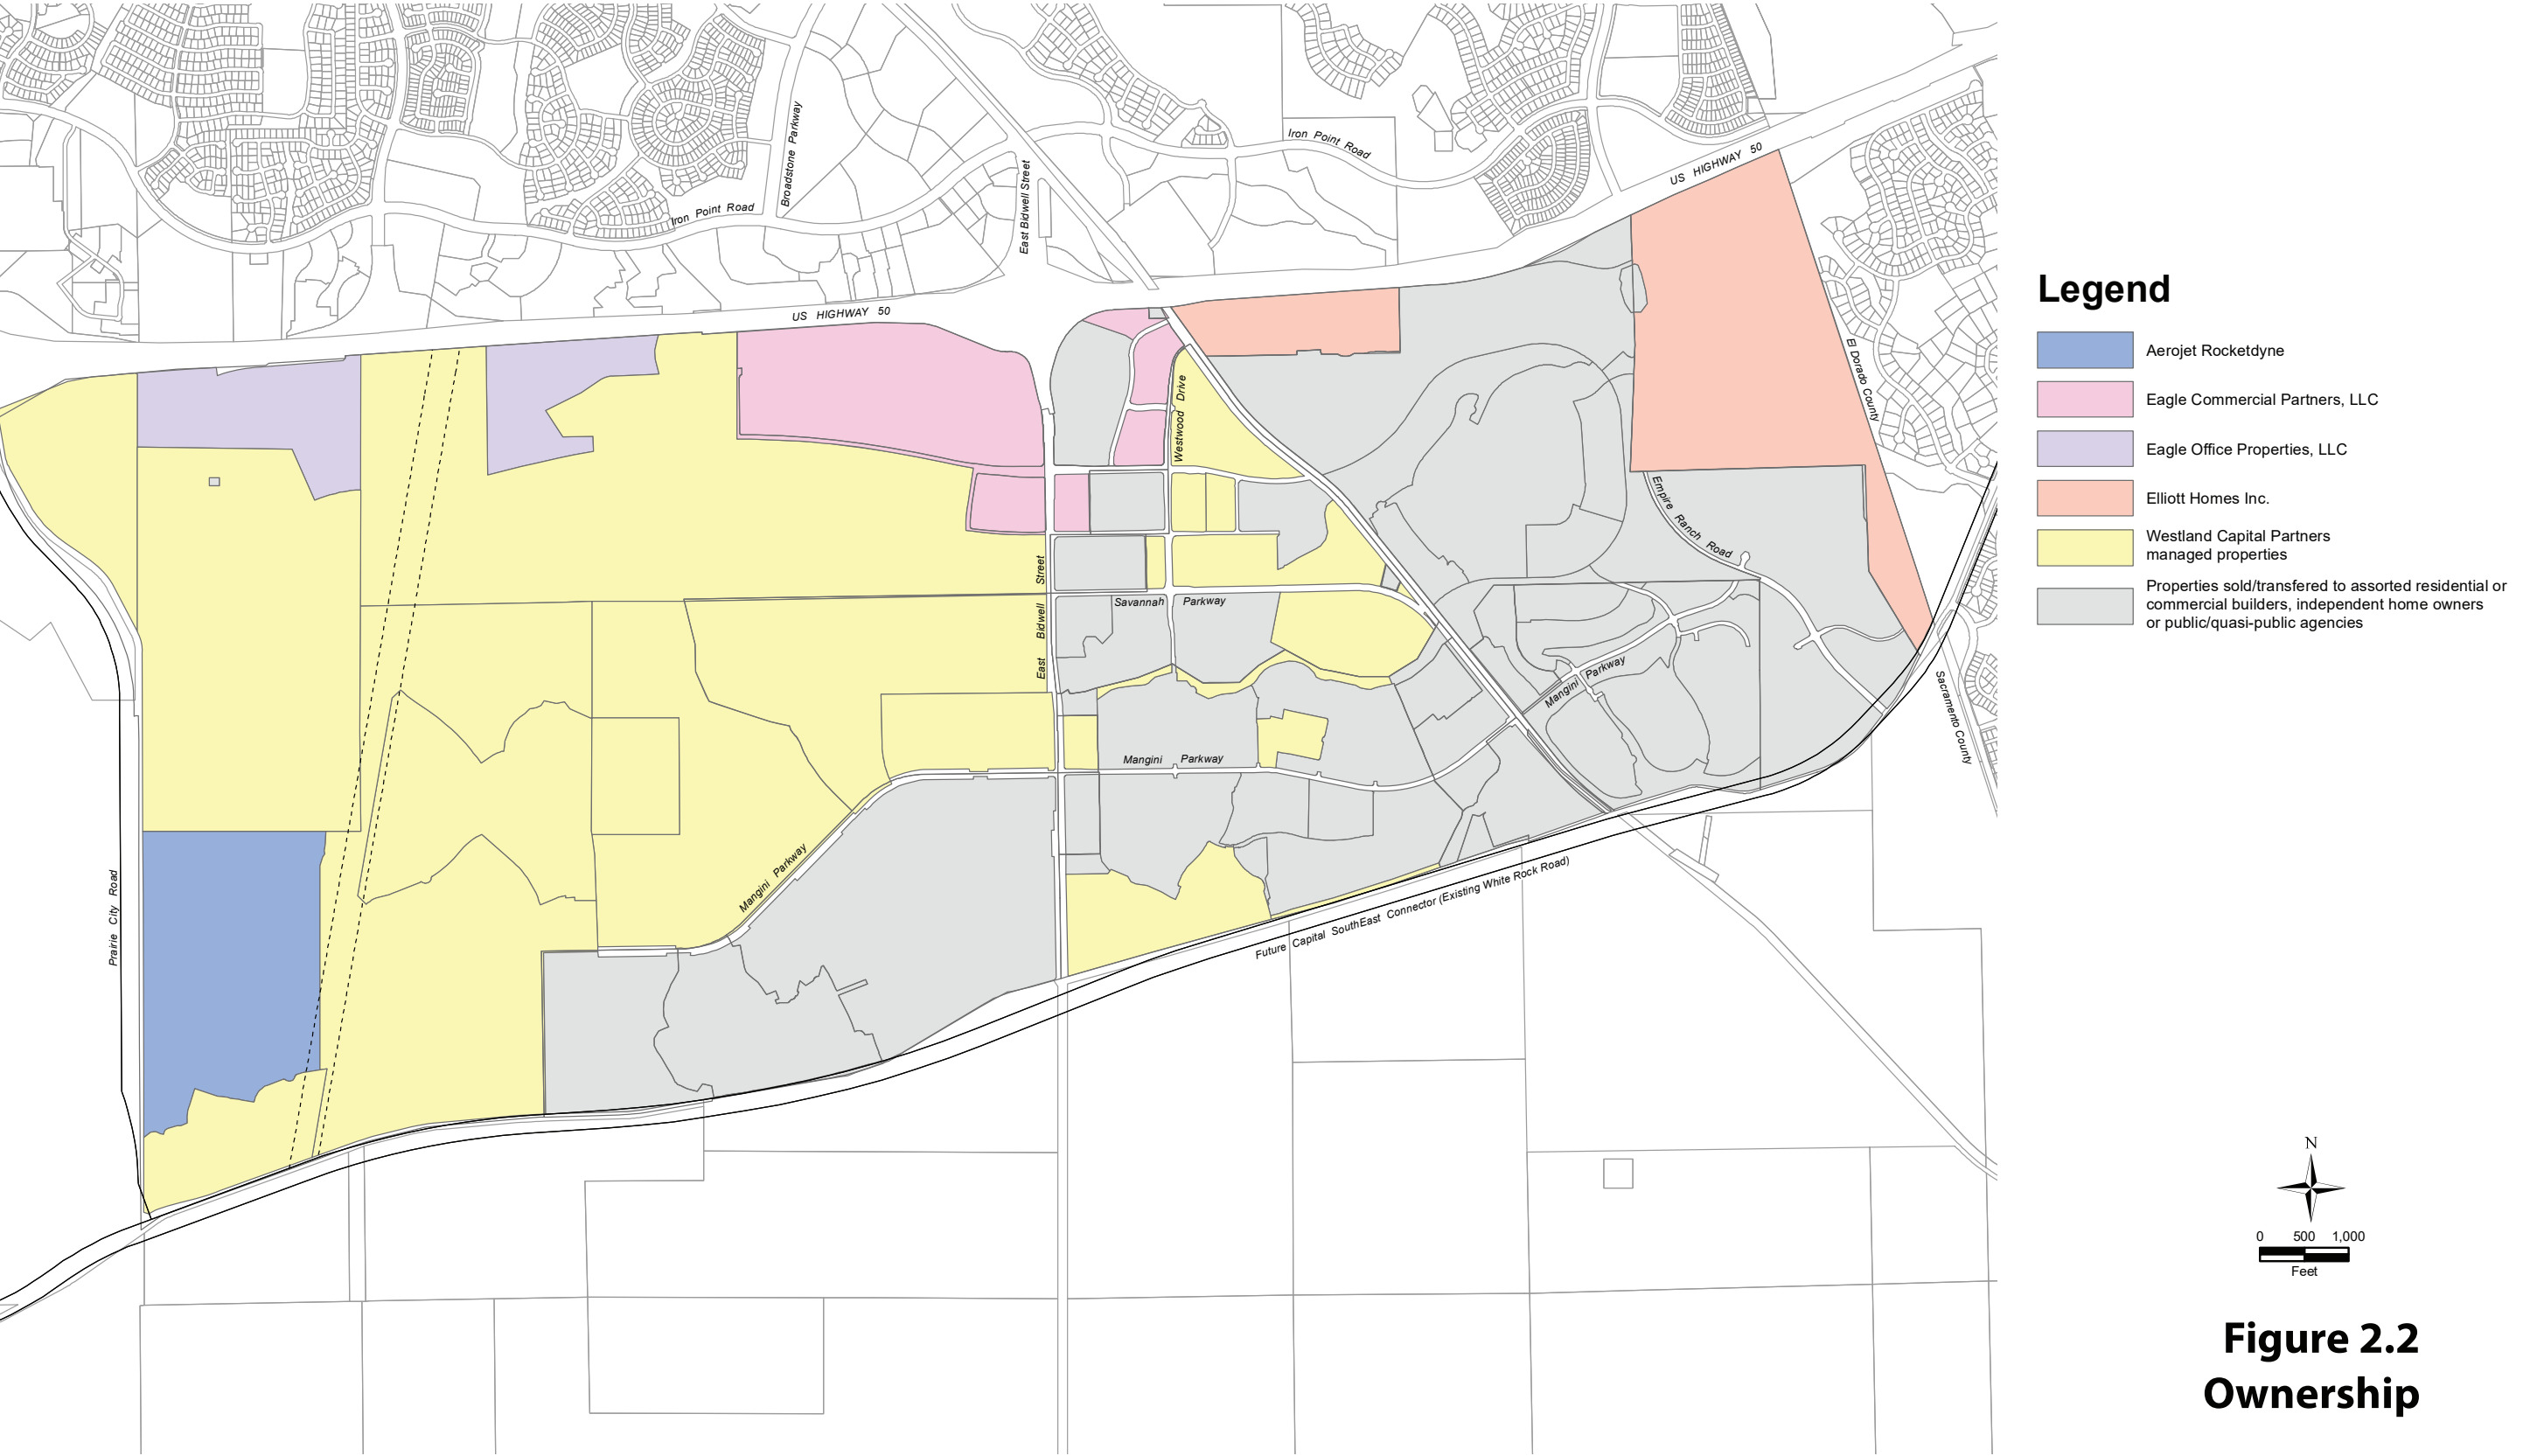 Iron Point Road
Broadstone Parkway
East Bidwell Street
Iron Point Road
US HIGHWAY 50
US HIGHWAY 50
El Dorado County
Westwood Drive
Empire Ranch Road
East Bidwell Street
Savannah Parkway
Mangini Parkway
Sacramento County
Mangini Parkway
Mangini Parkway
Prairie City Road
Future Capital SouthEast Connector (Existing White Rock Road)
Legend
Aerojet Rocketdyne
Eagle Commercial Partners, LLC
Eagle Office Properties, LLC
Elliott Homes Inc.
Westland Capital Partners
managed properties
Properties sold/transfered to assorted residential or
commercial builders, independent home owners
or public/quasi-public agencies
N
0 500 1,000
Feet
Figure 2.2
Ownership